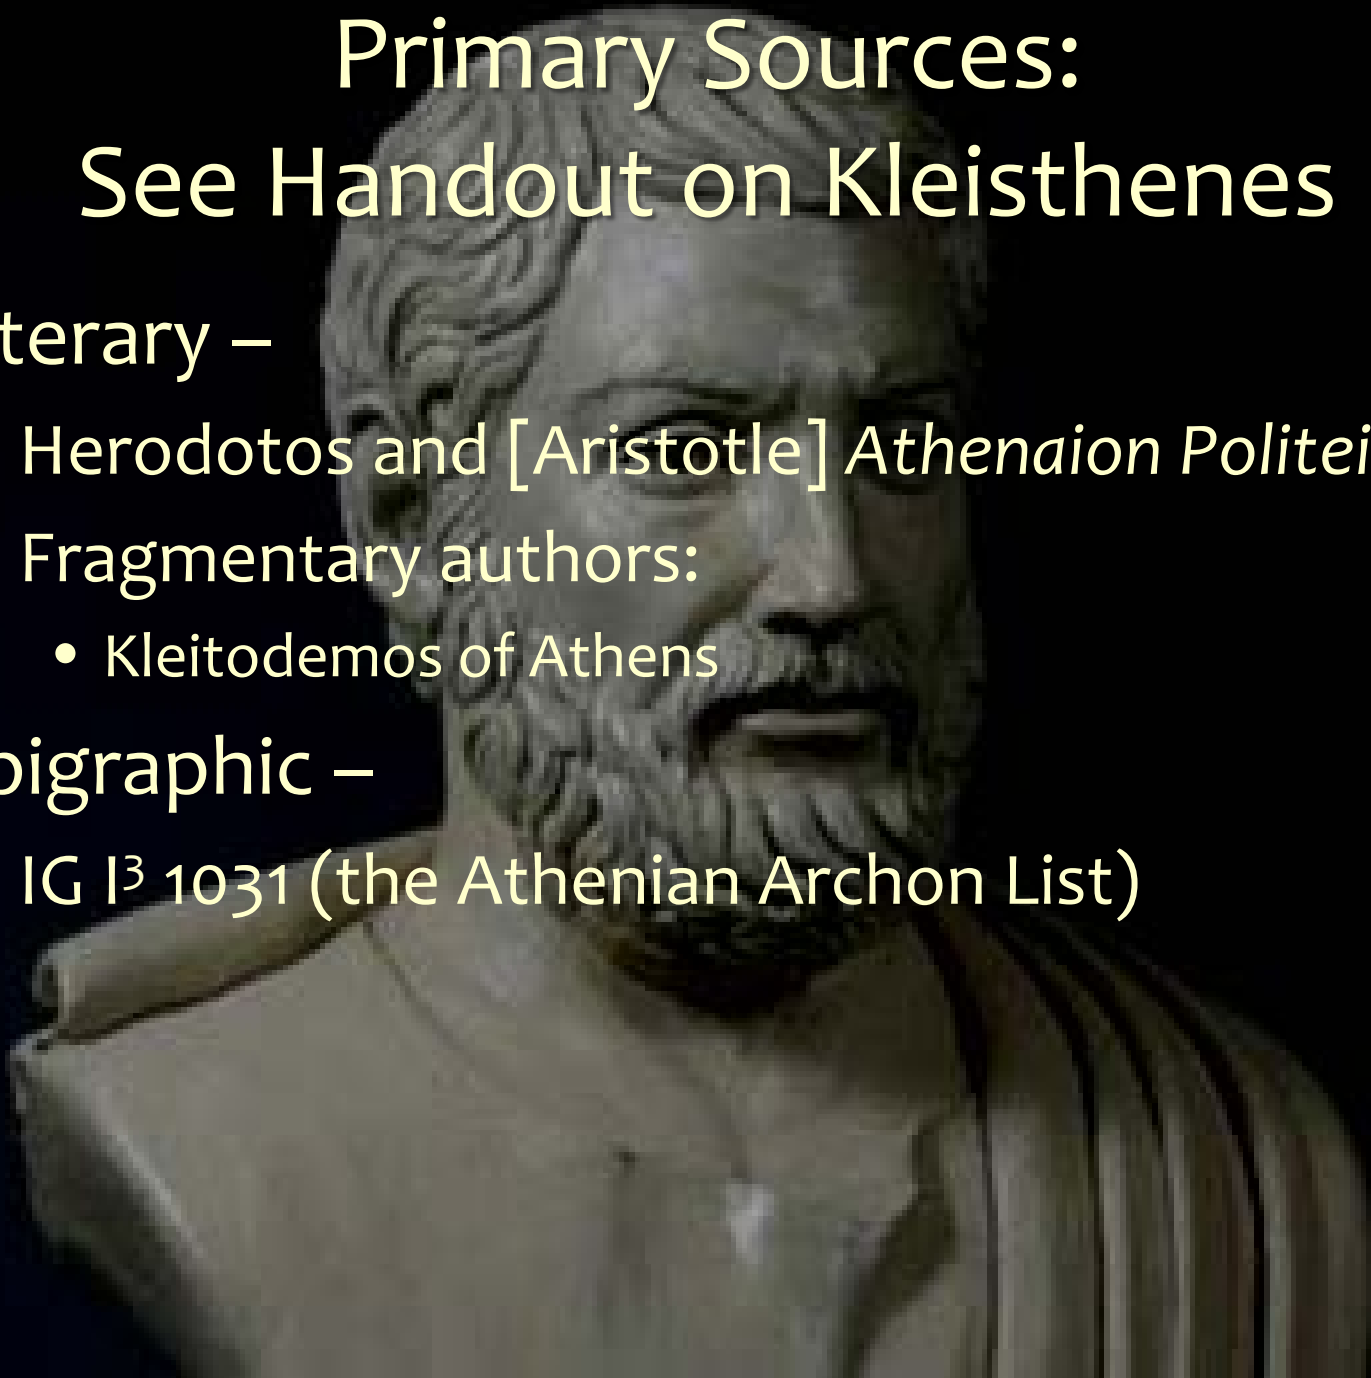 Primary Sources:
See Handout on Kleisthenes
terary –
Herodotos and [Aristotle] Athenaion Politei
Fragmentary authors:
• Kleitodemos of Athens
pigraphic –
IG I³ 1031 (the Athenian Archon List)